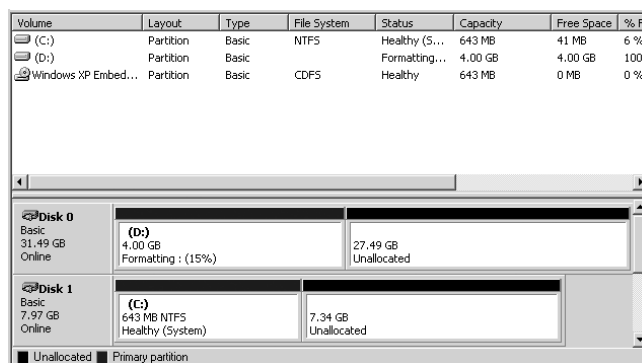 Volume Layout Type File System Status Capacity Free Space % F
(C:) Partition Basic NTFS Healthy (S... 643 MB 41 MB 6 %
(D:) Partition Basic Formatting... 4.00 GB 4.00 GB 100
Windows XP Embed... Partition Basic CDFS Healthy 643 MB 0 MB 0 %
Disk 0
Basic
31.49 GB
Online
(D:)
4.00 GB
Formatting : (15%)
27.49 GB
Unallocated
Disk 1
Basic
7.97 GB
Online
(C:)
643 MB NTFS
Healthy (System)
7.34 GB
Unallocated
Unallocated Primary partition